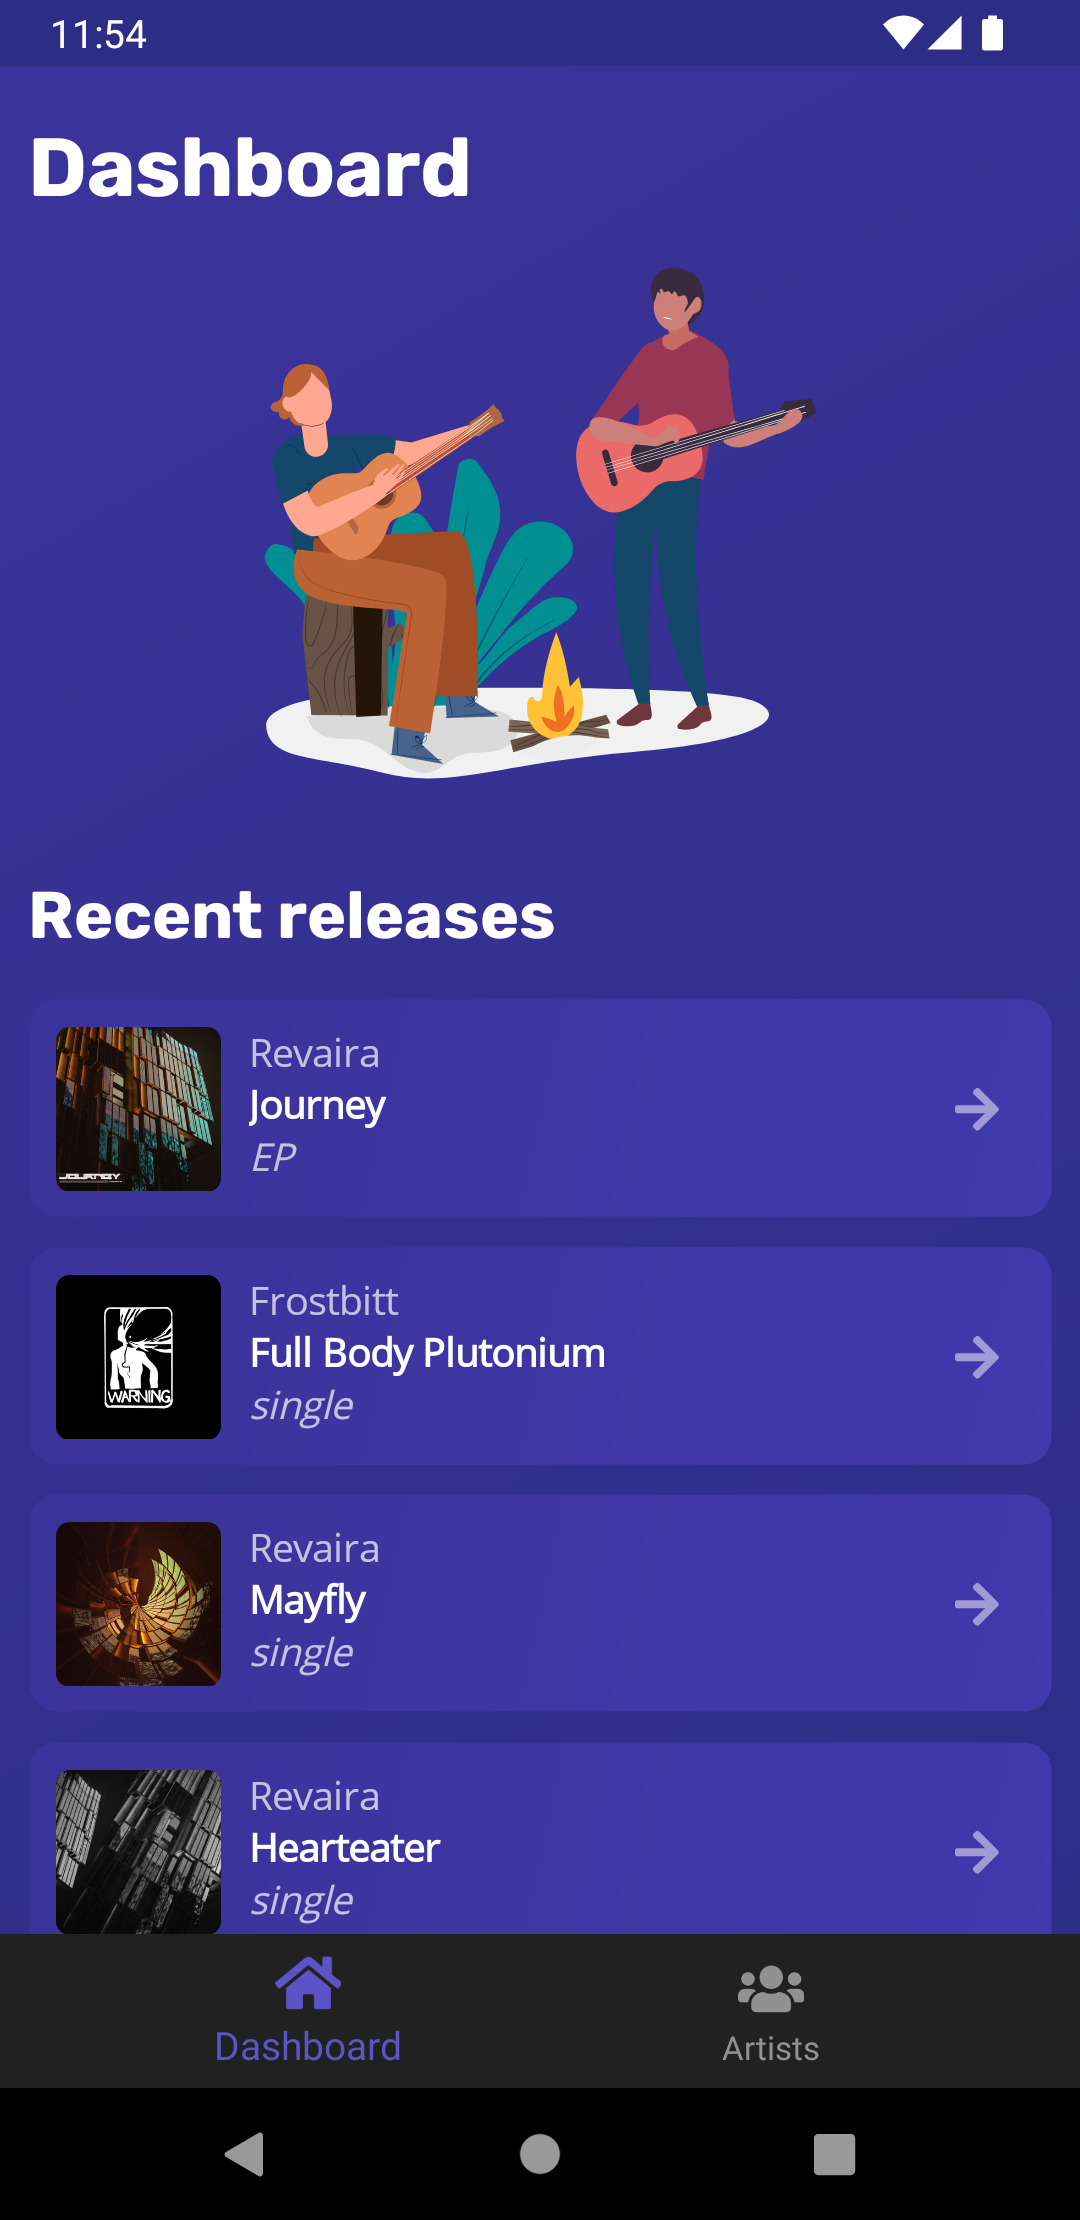 11:54
Dashboard
Recent releases
Revaira
Journey
EP
JOURNEY
Frostbitt
Full Body Plutonium
single
WARNING
Revaira
Mayfly
single
Revaira
Hearteater
single
Dashboard
Artists